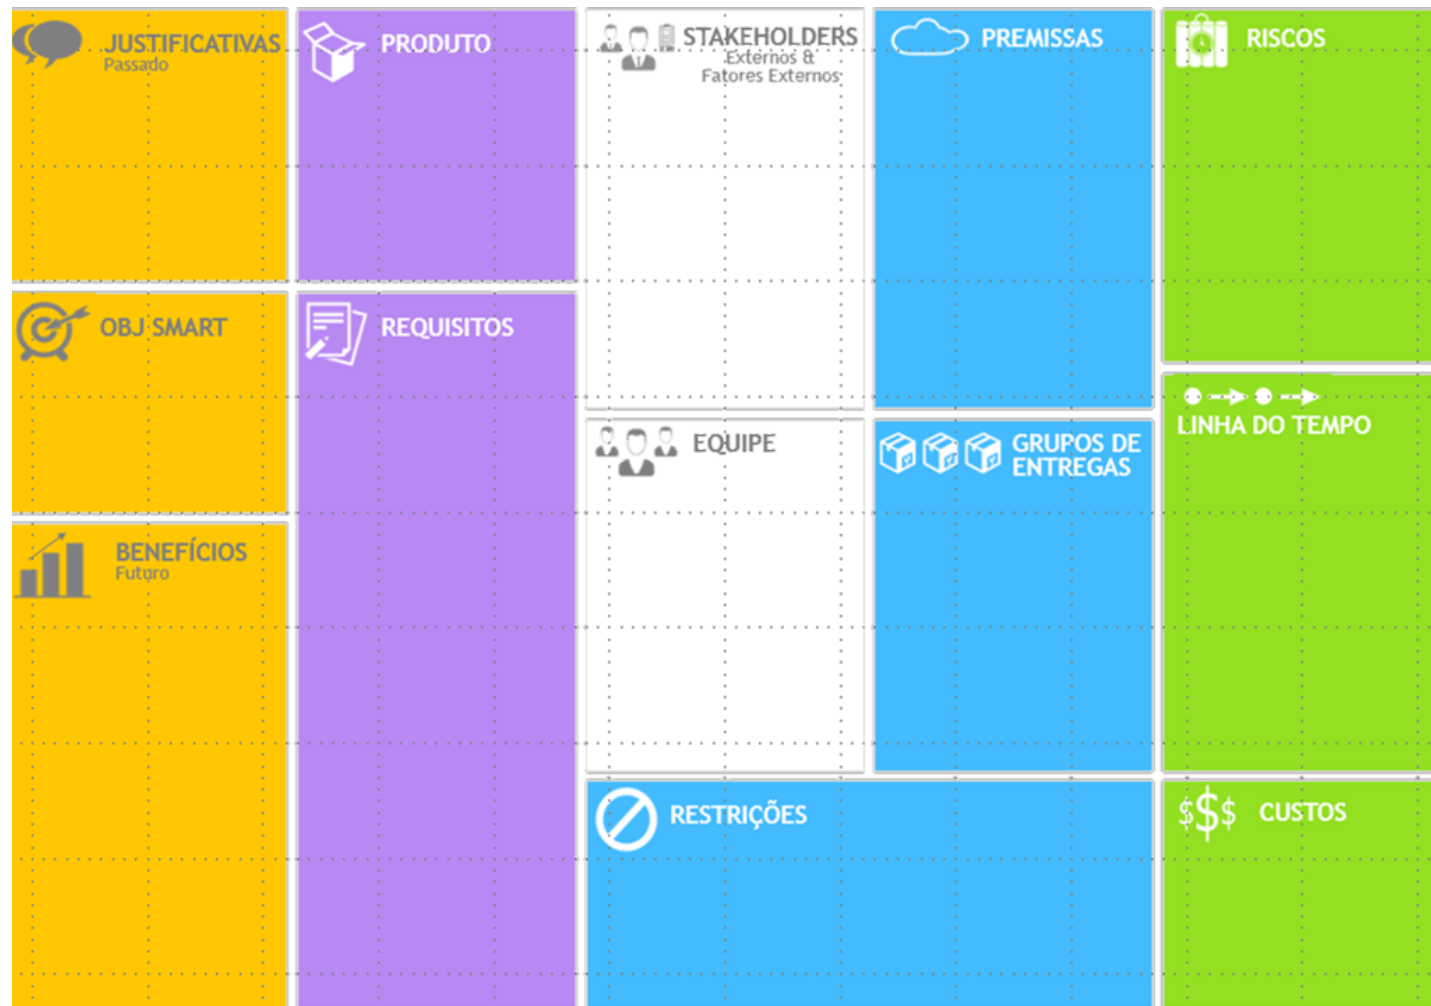 JUSTIFICATIVAS
Passado
PRODUTO
STAKEHOLDERS
Externos &
Fatores Externos
PREMISSAS
RISCOS
OBJ SMART
REQUISITOS
EQUIPE
GRUPOS DE
ENTREGAS
LINHA DO TEMPO
BENEFÍCIOS
Futuro
RESTRIÇÕES
$$$ CUSTOS